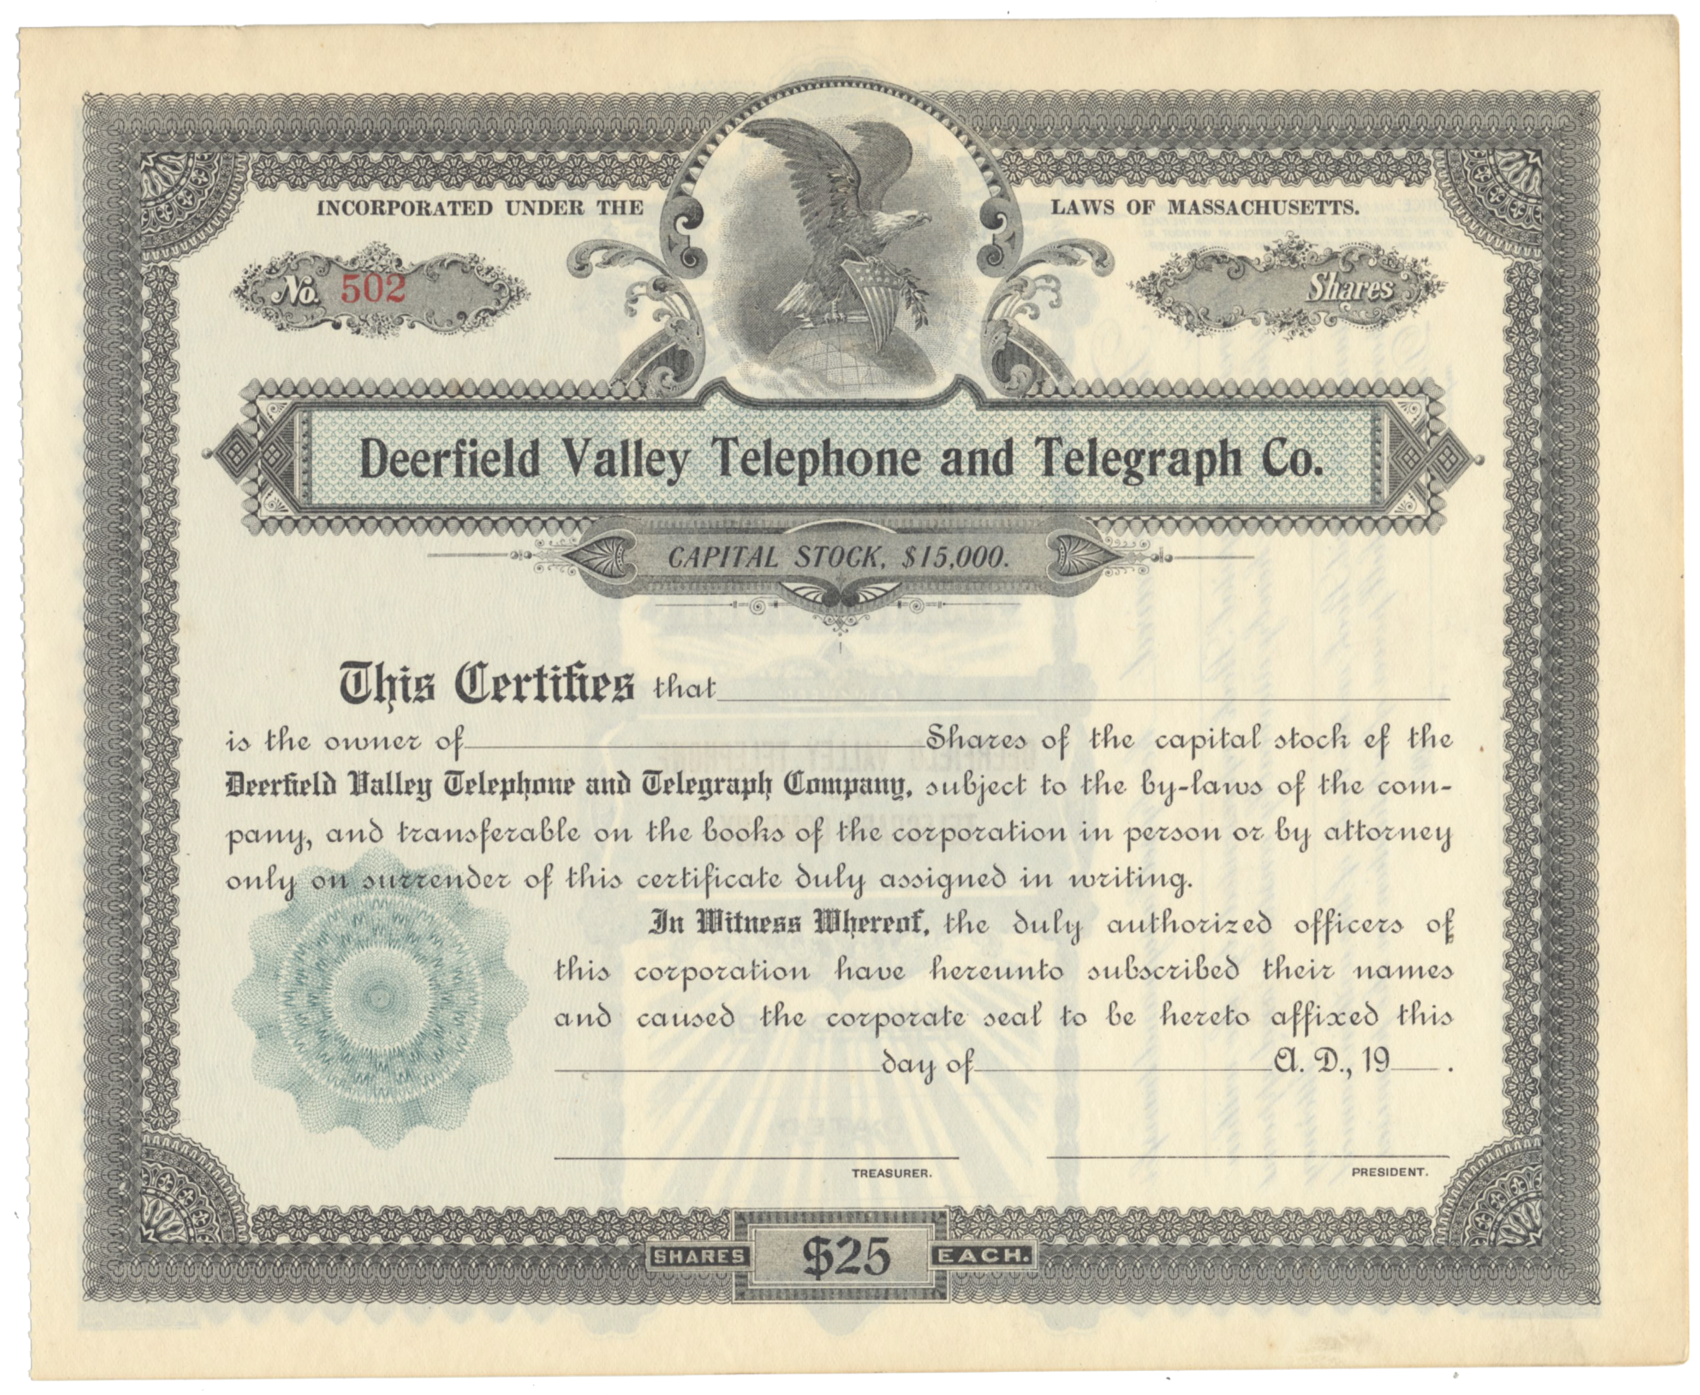 INCORPORATED UNDER THE LAWS OF MASSACHUSETTS.
No. 502 Shares
Deerfield Valley Telephone and Telegraph Co.
CAPITAL STOCK, $15,000.
This Certifies that
is the owner of Shares of the capital stock ef the
Deerfield Valley Telephone and Telegraph Company, subject to the by-laws of the com-
pany, and transferable on the books of the corporation in person or by attorney
only on surrender of this certificate duly assigned in writing.
In Witness Whereof, the duly authorized officers of
this corporation have hereunto subscribed their names
and caused the corporate seal to be hereto affixed this
day of A. D., 19 .
TREASURER. PRESIDENT.
SHARES $25 EACH.